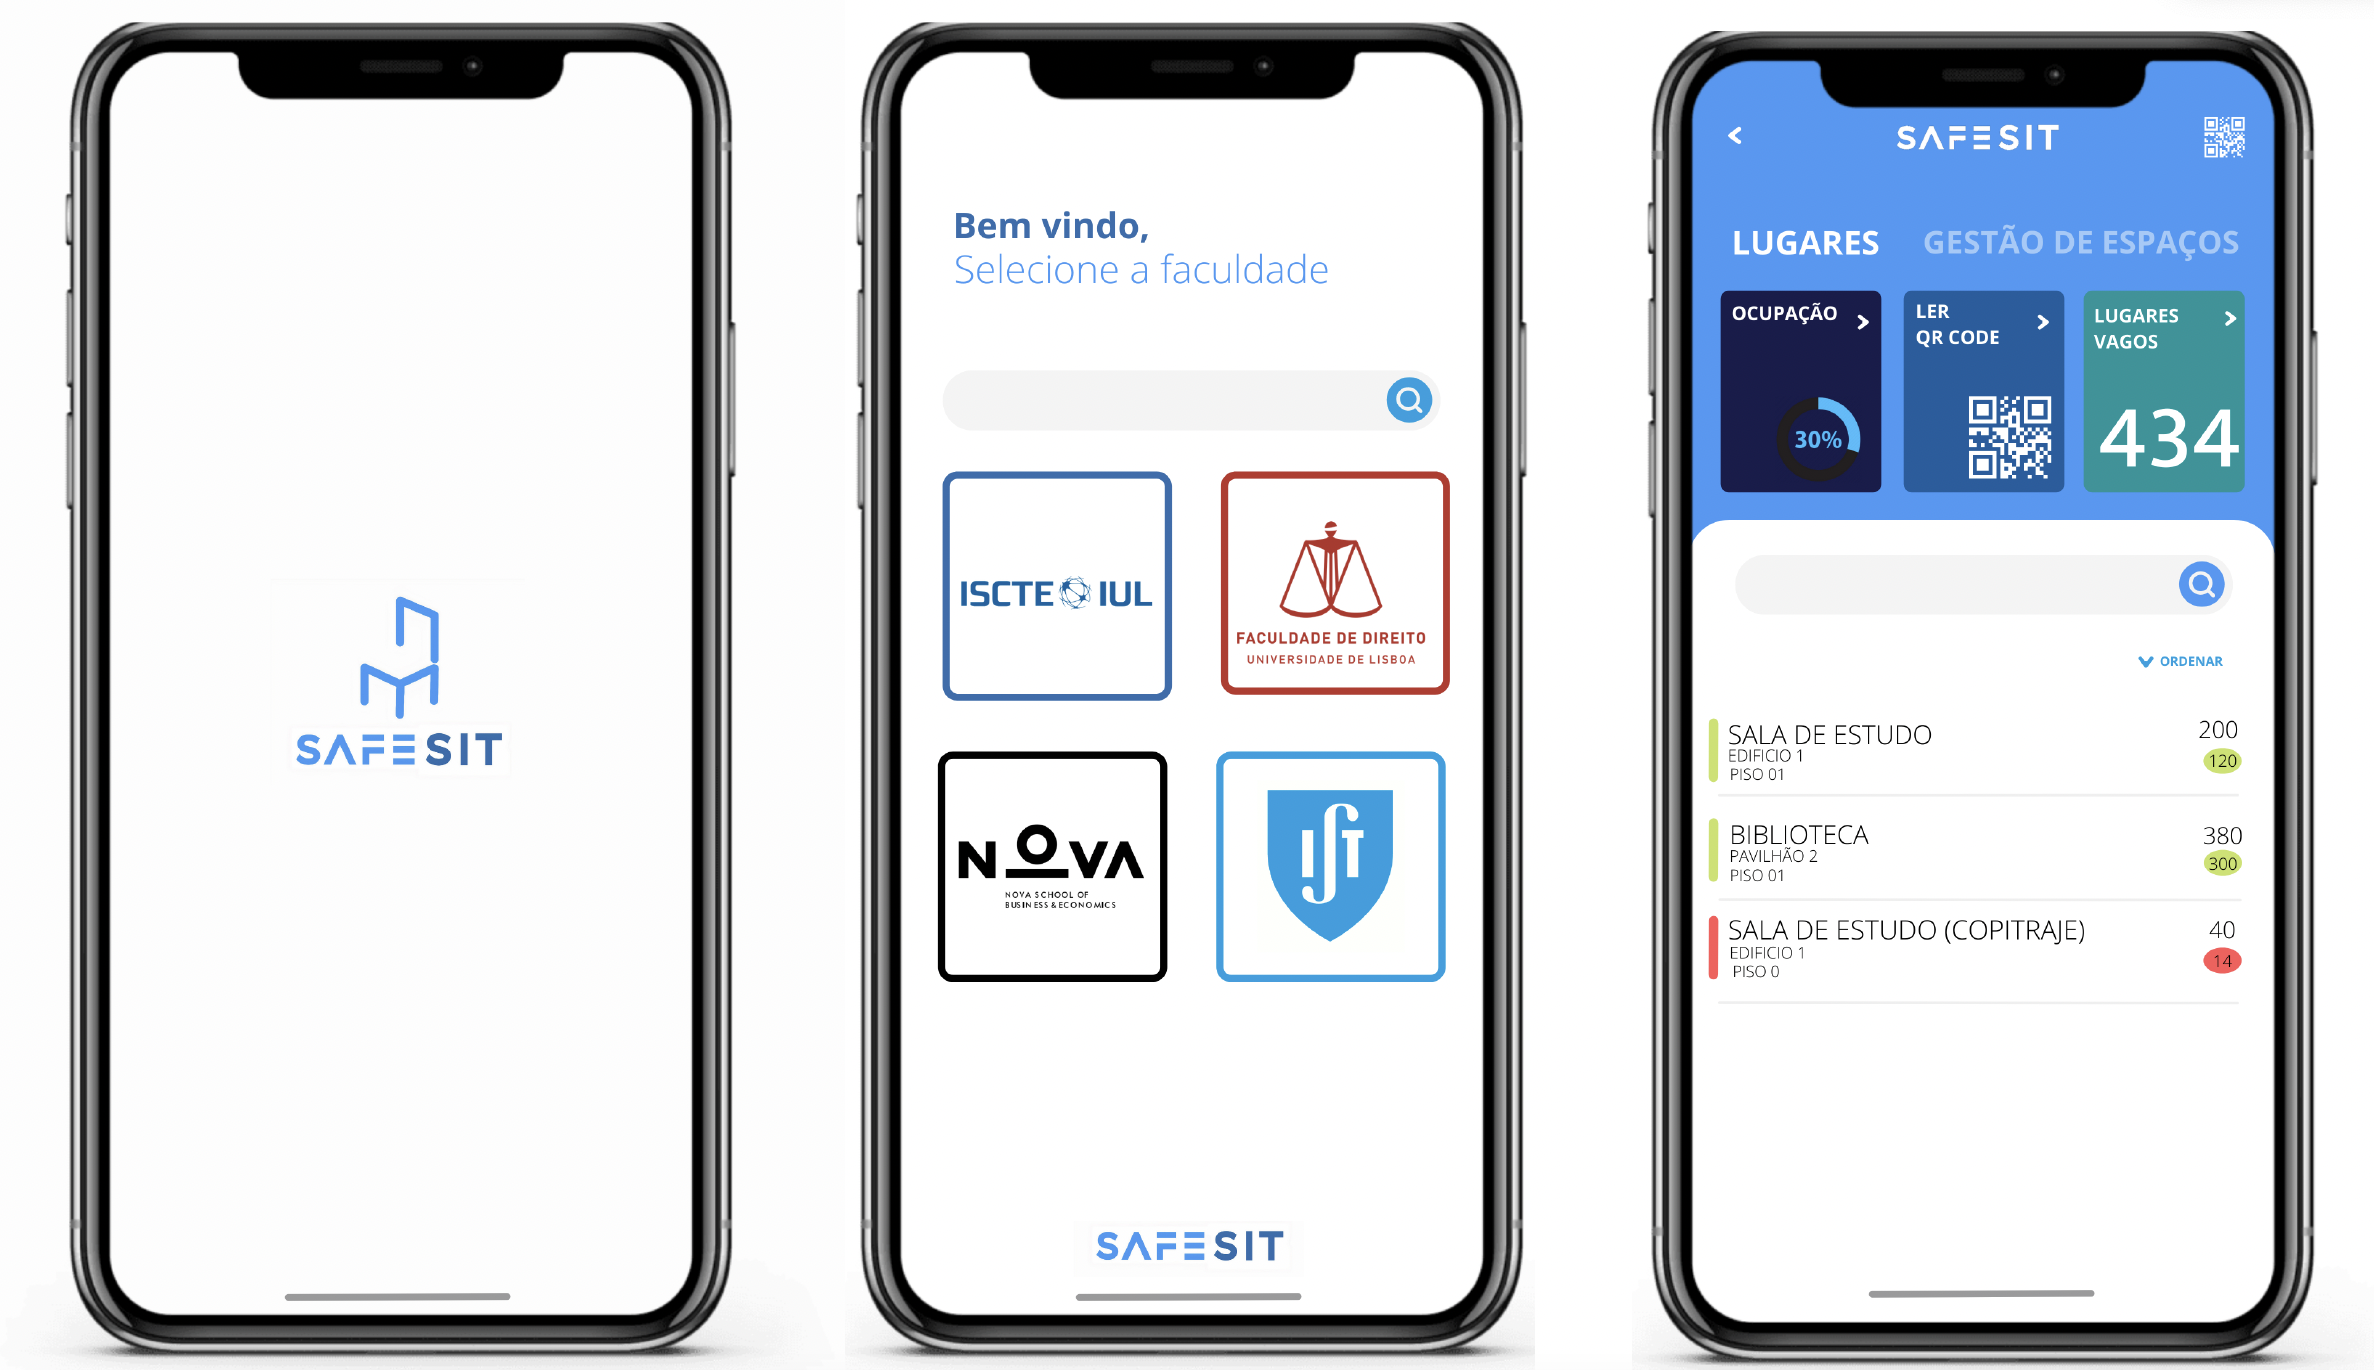 SAFESIT
Bem vindo,
Selecione a faculdade
ISCTE IUL
FACULDADE DE DIREITO
UNIVERSIDADE DE LISBOA
NOVA
NOVA SCHOOL OF
BUSINESS & ECONOMICS
IST
SAFESIT
SAFESIT
LUGARES
GESTÃO DE ESPAÇOS
OCUPAÇÃO
30%
LER
QR CODE
LUGARES
VAGOS
434
ORDENAR
SALA DE ESTUDO
EDIFICIO 1
PISO 01
200
120
BIBLIOTECA
PAVILHÃO 2
PISO 01
380
300
SALA DE ESTUDO (COPITRAJE)
EDIFICIO 1
PISO 0
40
14